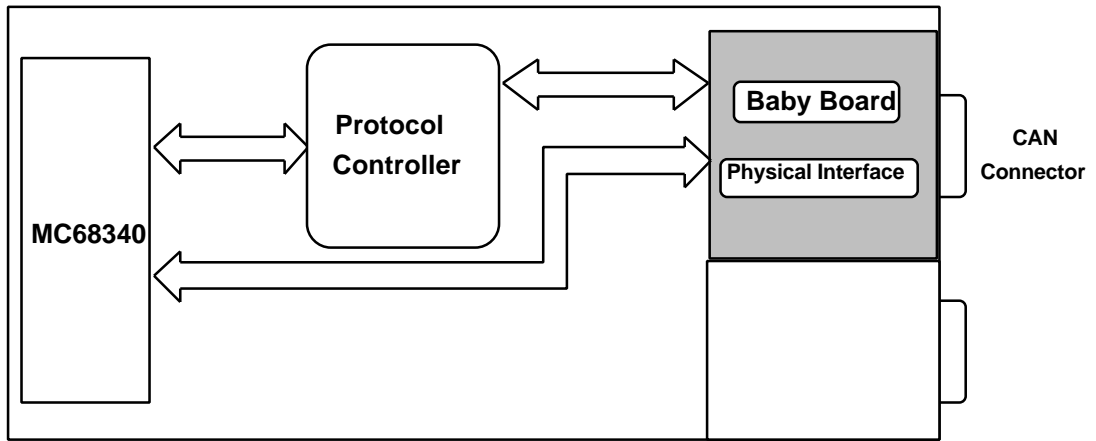 MC68340
Protocol
Controller
Baby Board
Physical Interface
CAN
Connector